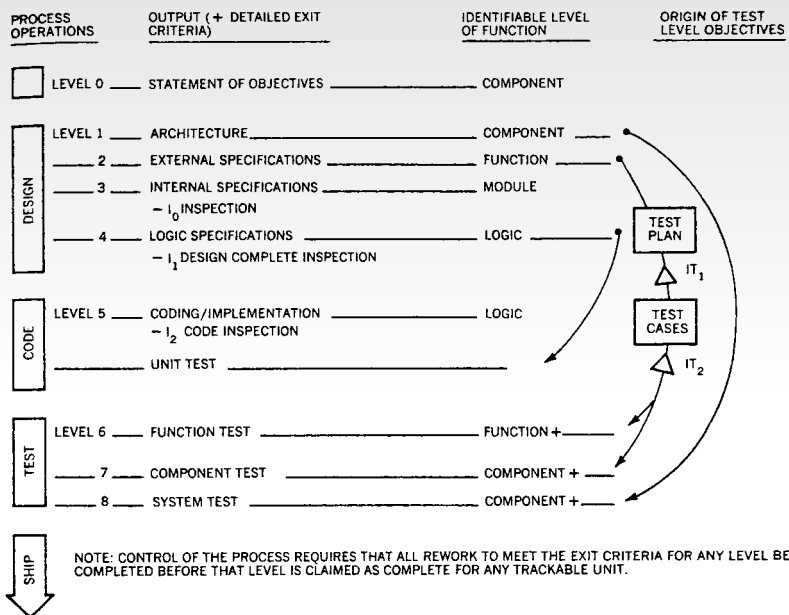 PROCESS OPERATIONS
OUTPUT (+ DETAILED EXIT CRITERIA)
IDENTIFIABLE LEVEL OF FUNCTION
ORIGIN OF TEST LEVEL OBJECTIVES
LEVEL 0 STATEMENT OF OBJECTIVES COMPONENT
DESIGN
LEVEL 1 ARCHITECTURE COMPONENT
2 EXTERNAL SPECIFICATIONS FUNCTION
3 INTERNAL SPECIFICATIONS MODULE
– I0 INSPECTION
4 LOGIC SPECIFICATIONS LOGIC
– I1 DESIGN COMPLETE INSPECTION
TEST PLAN
IT1
TEST CASES
IT2
CODE
LEVEL 5 CODING/IMPLEMENTATION LOGIC
– I2 CODE INSPECTION
UNIT TEST
TEST
LEVEL 6 FUNCTION TEST FUNCTION +
7 COMPONENT TEST COMPONENT +
8 SYSTEM TEST COMPONENT +
SHIP
NOTE: CONTROL OF THE PROCESS REQUIRES THAT ALL REWORK TO MEET THE EXIT CRITERIA FOR ANY LEVEL BE
COMPLETED BEFORE THAT LEVEL IS CLAIMED AS COMPLETE FOR ANY TRACKABLE UNIT.